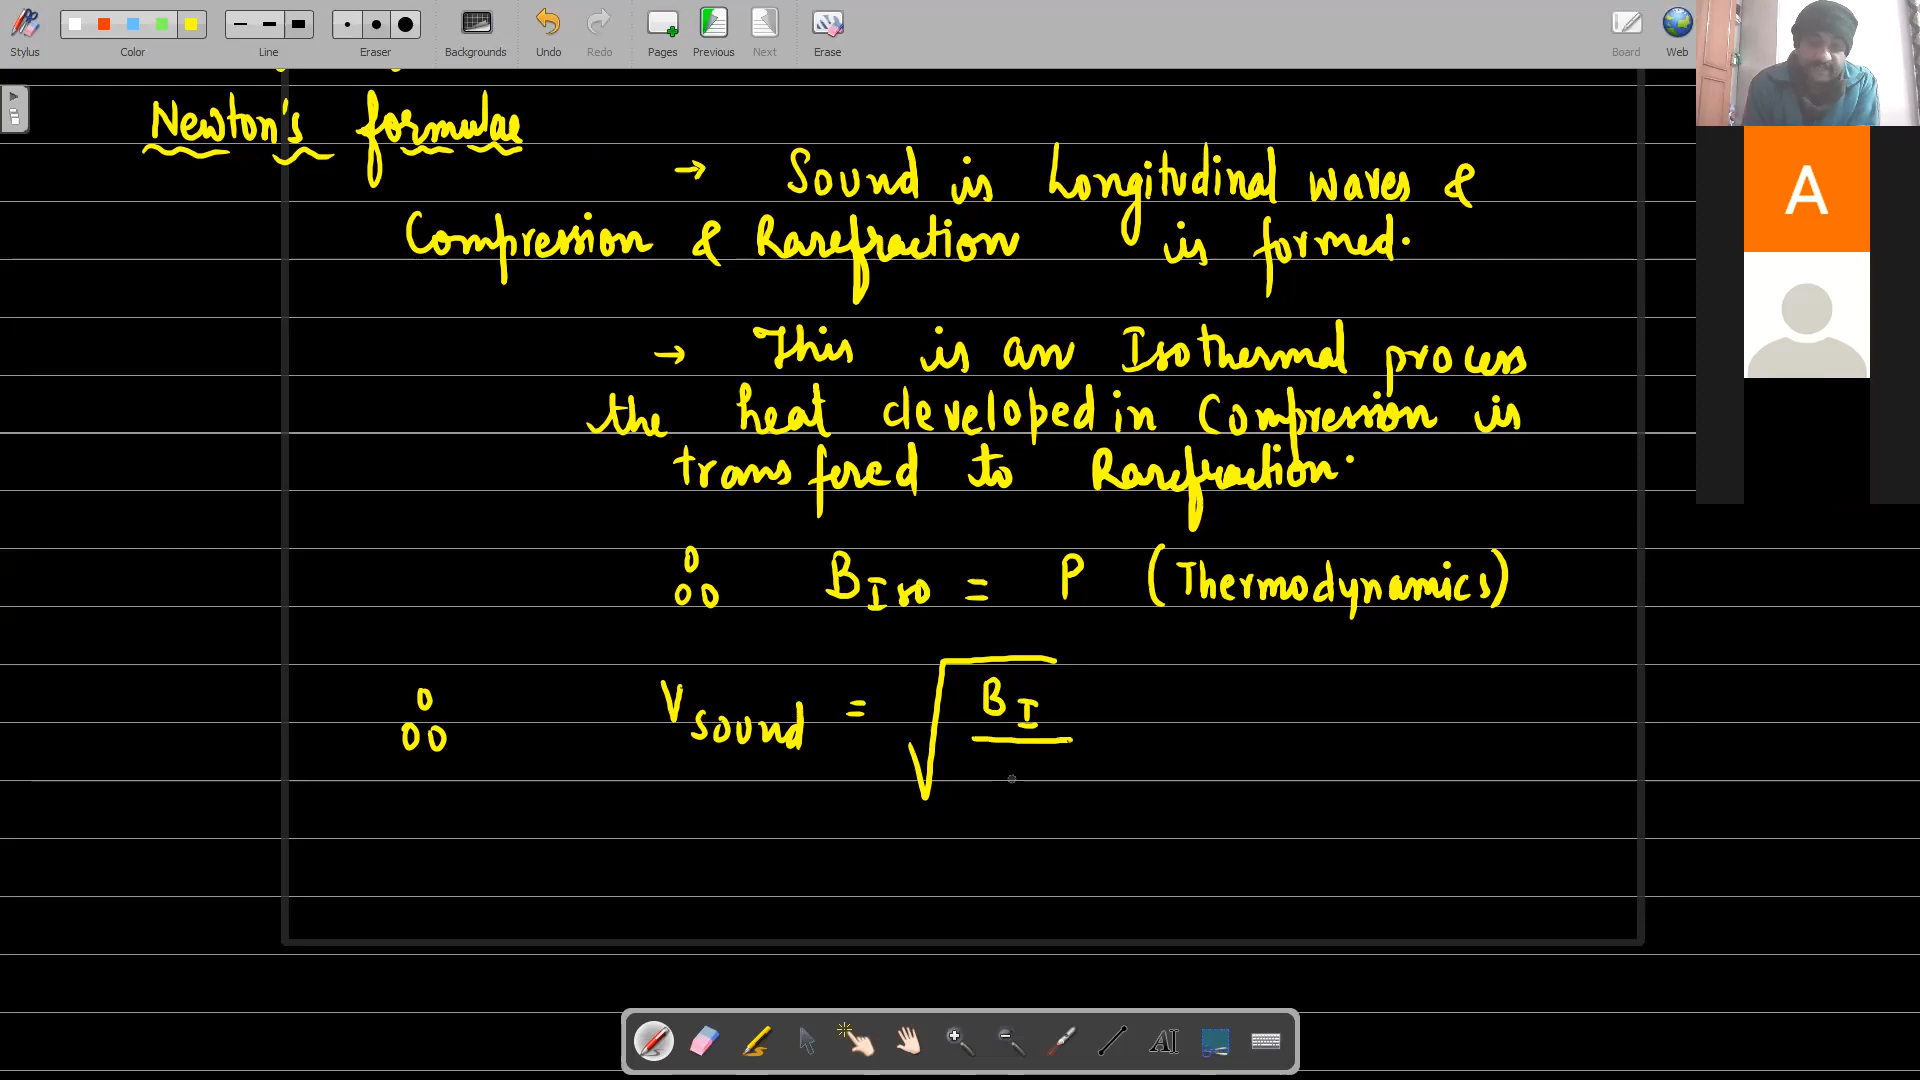 Stylus
Color
Line
Eraser
Backgrounds
Undo
Redo
Pages
Previous
Next
Erase
Board
Web
Newton's formulae
→ Sound is Longitudinal waves &
Compression & Rarefraction is formed.
→ This is an Isothermal process
the heat developed in Compression is
transfered to Rarefraction.
∴ B_Iso = P (Thermodynamics)
∴ V_sound = √(B_I/
A
AI